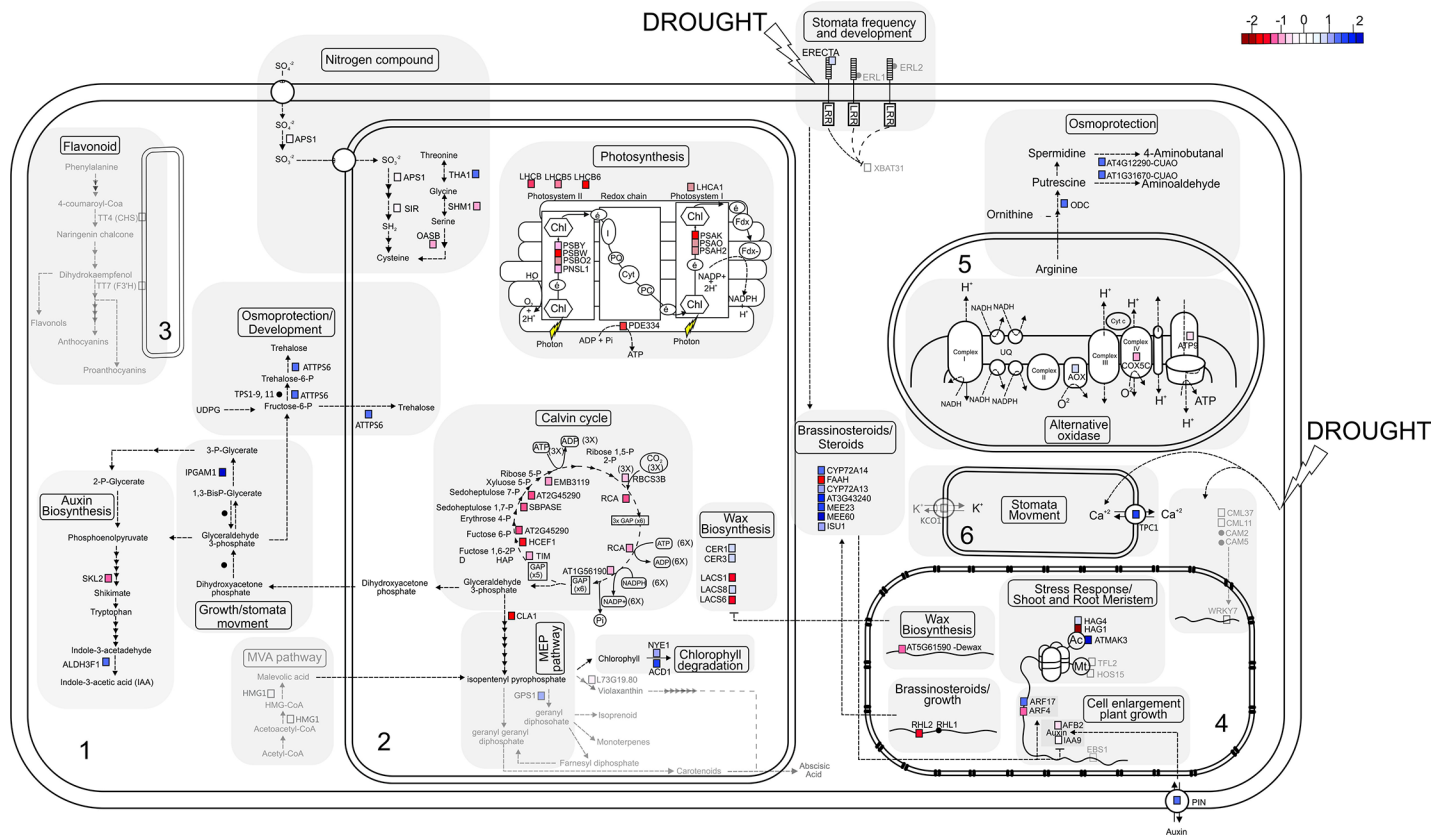 DROUGHT
-2 -1 0 1 2
Stomata frequency
and development
ERECTA
ERL1
ERL2
LRR
LRR
LRR
XBAT31
Nitrogen compound
SO4-2
SO4-2
APS1
SO3-2
SO3-2
APS1
SIR
SH2
Cysteine
Threonine
THA1
Glycine
SHM1
Serine
OASB
Flavonoid
Phenylalanine
4-coumaroyl-Coa
TT4 (CHS)
Naringenin chalcone
Dihydrokaempfenol
TT7 (F3'H)
Flavonols
Anthocyanins
Proanthocyanins
3
Photosynthesis
LHCB LHCB5 LHCB6
LHCA1
Photosystem II Redox chain Photosystem I
Chl
é
I
PQ
Cyt
PC
é
Chl
é
Fdx
Fdx-
PSBY
PSBW
PSBO2
PNSL1
PSAK
PSAO
PSAH2
NADP+
+
2H+
HO
é
é
O2
+
2H+
Chl
Chl
NADPH
+
H+
Photon
PDE334
ADP + Pi
ATP
Photon
Osmoprotection
Spermidine
4-Aminobutanal
AT4G12290-CUAO
AT1G31670-CUAO
Putrescine
Aminoaldehyde
ODC
Ornithine
Arginine
5
H+
NADH
NADH
H+
H+
H+
Cyt c
Complex
I
UQ
Complex
II
AOX
Complex
III
Complex
IV
COX5C
ATP9
NADH
NADH
NADPH
O2
O2
H+
H+
ATP
Alternative
oxidase
DROUGHT
Osmoprotection/
Development
Trehalose
ATTPS6
Trehalose-6-P
TPS1-9, 11
ATTPS6
Fructose-6-P
UDPG
Trehalose
ATTPS6
3-P-Glycerate
IPGAM1
1,3-BisP-Glycerate
Glyceraldehyde
3-phosphate
Dihydroxyacetone
phosphate
Growth/stomata
movment
2-P-Glycerate
Auxin
Biosynthesis
Phosphoenolpyruvate
SKL2
Shikimate
Tryptophan
Indole-3-acetadehyde
ALDH3F1
Indole-3-acetic acid (IAA)
1
MVA pathway
Malevolic acid
HMG1
HMG-CoA
HMG1
Acetoacetyl-CoA
Acetyl-CoA
Calvin cycle
ATP
(3X)
ADP
(3X)
Ribulose 1,5-P
2-P
CO2
(3X)
(3X)
RBCS3B
Ribose 5-P
Xyluose 5-P
EMB3119
Sedoheptulose 7-P
AT2G45290
Sedoheptulose 1,7-P
SBPASE
Erythrose 4-P
Fuctose 6-P
AT2G45290
HCEF1
Fuctose 1,6-2P
HAP
D
TIM
RCA
3x GAP (x6)
RCA
ATP
(6X)
ADP
(6X)
AT1G56190
NADPH
(6X)
NADP+
(6X)
Pi
GAP
(x5)
GAP
(x6)
Glyceraldehyde
3-phosphate
Dihydroxyacetone
phosphate
CLA1
MEP
pathway
isopentenyl pyrophosphate
GPS1
geranyl
diphosphate
geranyl geranyl
diphosphate
Farnesyl diphosphate
Isoprenoid
Monoterpenes
Carotenoids
Abscisic
Acid
2
Chlorophyll
NYE1
ACD1
Chlorophyll
degradation
L73G19.80
Violaxanthin
Wax
Biosynthesis
CER1
CER3
LACS1
LACS8
LACS6
Brassinosteroids/
Steroids
CYP72A14
FAAH
CYP72A13
AT3G43240
MEE23
MEE60
ISU1
K+
KCO1
K+
Stomata
Movment
6
Ca+2
TPC1
Ca+2
CML37
CML11
CAM2
CAM5
WRKY7
Wax
Biosynthesis
AT5G61590 -Dewax
Stress Response/
Shoot and Root Meristem
HAG4
HAG1
Ac
ATMAK3
Mt
TFL2
HOS15
Brassinosteroids/
growth
RHL2
RHL1
ARF17
ARF4
Cell enlargement
plant growth
AFB2
Auxin
IAA9
EBS1
4
PIN
Auxin